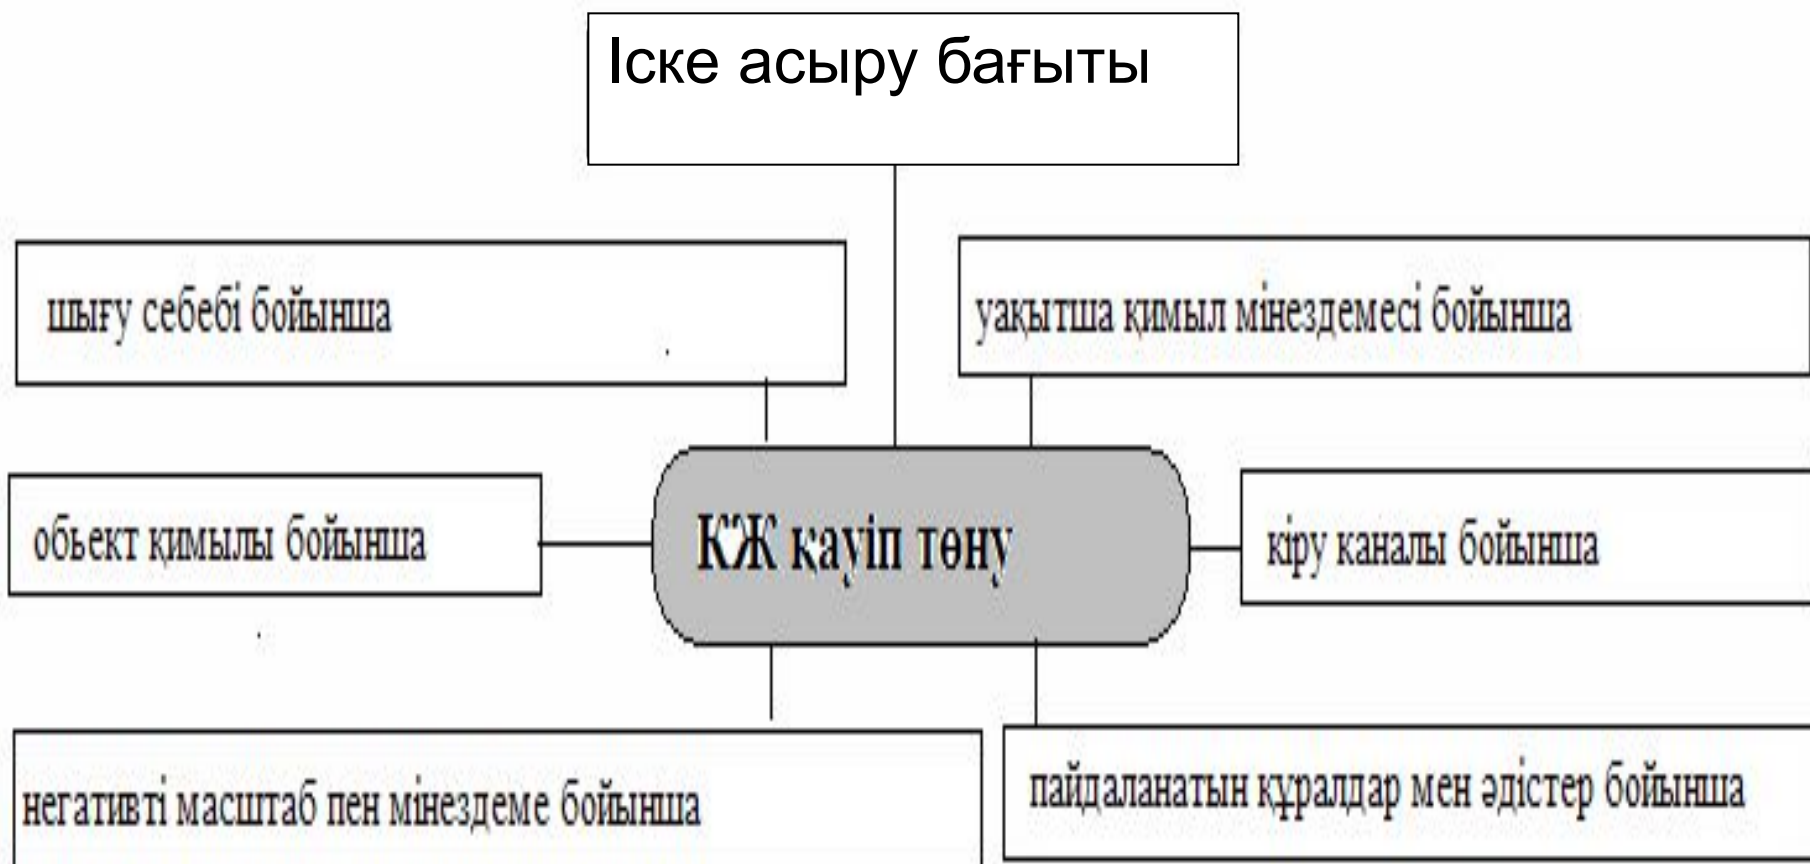 Іске асыру бағыты
шығу себебі бойынша
уақытша қимыл мінездемесі бойынша
обьект қимылы бойынша
КЖ қауіп төну
кіру каналы бойынша
негативті масштаб пен мінездеме бойынша
пайдаланатын құралдар мен әдістер бойынша